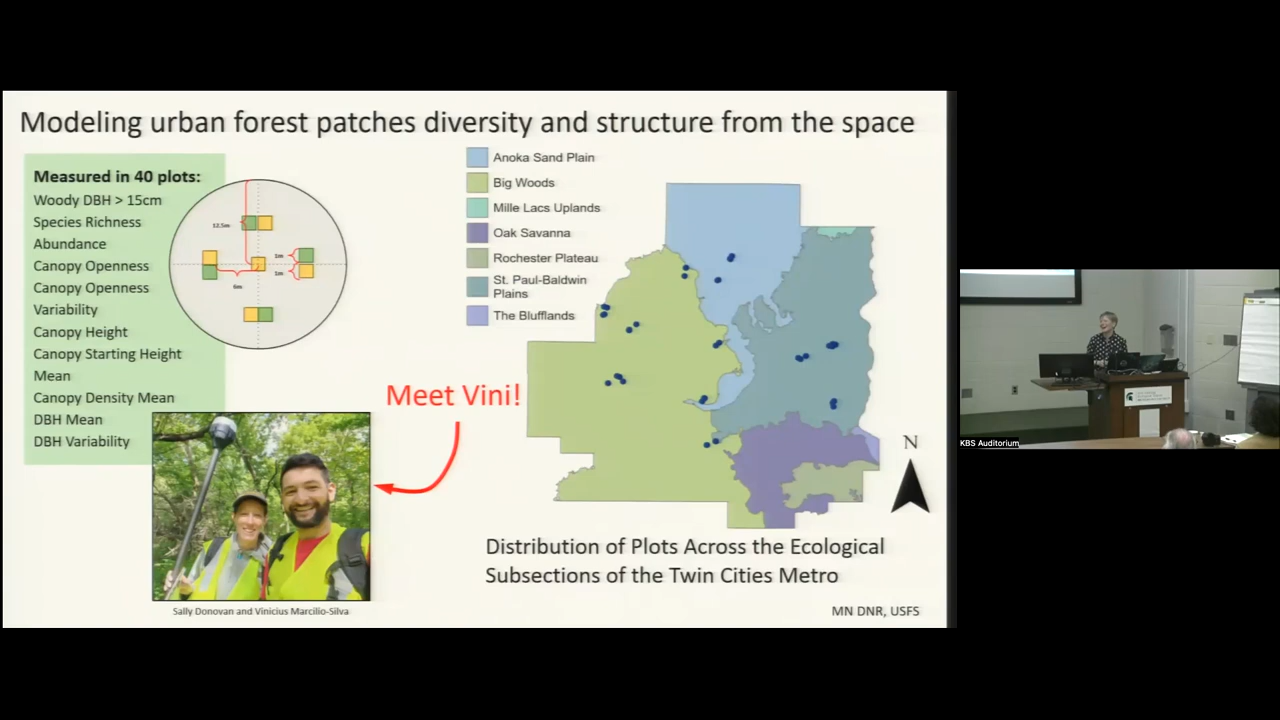 Modeling urban forest patches diversity and structure from the space
Measured in 40 plots:
Woody DBH > 15cm
Species Richness
Abundance
Canopy Openness
Canopy Openness
Variability
Canopy Height
Canopy Starting Height
Mean
Canopy Density Mean
DBH Mean
DBH Variability
12.5m
1m
1m
6m
Meet Vini!
Sally Donovan and Vinicius Marcilio-Silva
Anoka Sand Plain
Big Woods
Mille Lacs Uplands
Oak Savanna
Rochester Plateau
St. Paul-Baldwin
Plains
The Blufflands
N
Distribution of Plots Across the Ecological
Subsections of the Twin Cities Metro
MN DNR, USFS
KBS Auditorium